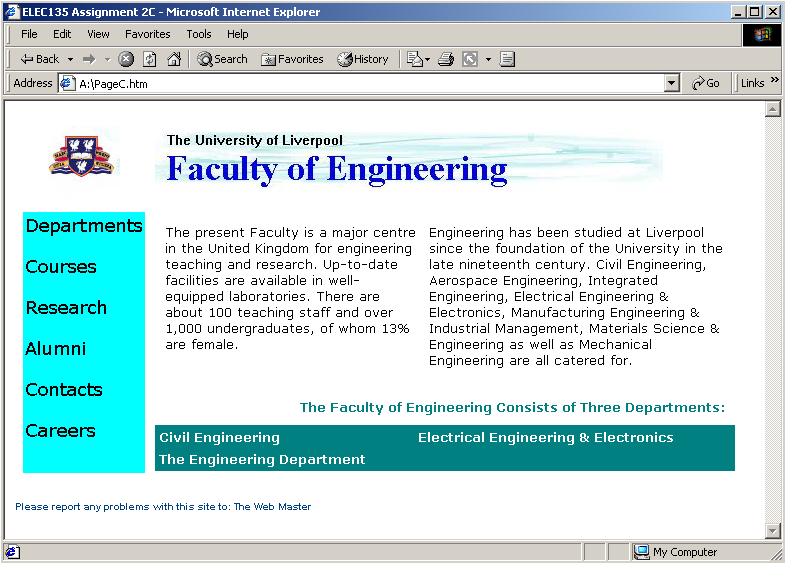 ELEC135 Assignment 2C - Microsoft Internet Explorer
File Edit View Favorites Tools Help
Back Search Favorites History
Address A:\PageC.htm Go Links »
The University of Liverpool
Faculty of Engineering
Departments
Courses
Research
Alumni
Contacts
Careers
The present Faculty is a major centre
in the United Kingdom for engineering
teaching and research. Up-to-date
facilities are available in well-
equipped laboratories. There are
about 100 teaching staff and over
1,000 undergraduates, of whom 13%
are female.
Engineering has been studied at Liverpool
since the foundation of the University in the
late nineteenth century. Civil Engineering,
Aerospace Engineering, Integrated
Engineering, Electrical Engineering &
Electronics, Manufacturing Engineering &
Industrial Management, Materials Science &
Engineering as well as Mechanical
Engineering are all catered for.
The Faculty of Engineering Consists of Three Departments:
Civil Engineering Electrical Engineering & Electronics
The Engineering Department
Please report any problems with this site to: The Web Master
My Computer